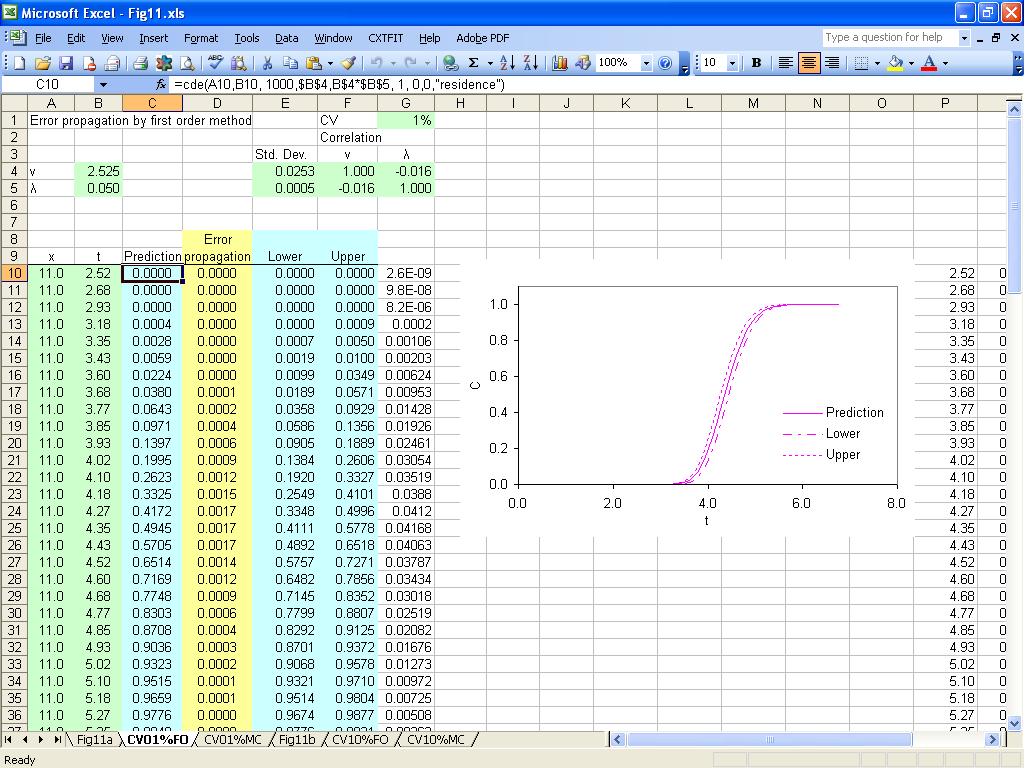 Microsoft Excel - Fig11.xls
File Edit View Insert Format Tools Data Window CXTFIT Help Adobe PDF Type a question for help
100% 10 B
C10 fx =cde(A10,B10, 1000,$B$4,B$4*$B$5, 1, 0,0,"residence")
A B C D E F G H I J K L M N O P
1 Error propagation by first order method CV 1%
2 Correlation
3 Std. Dev. v λ
4 v 2.525 0.0253 1.000 -0.016
5 λ 0.050 0.0005 -0.016 1.000
6
7
8 Error
9 x t Prediction propagation Lower Upper
10 11.0 2.52 0.0000 0.0000 0.0000 0.0000 2.6E-09 2.52 0
11 11.0 2.68 0.0000 0.0000 0.0000 0.0000 9.8E-08 2.68 0
12 11.0 2.93 0.0000 0.0000 0.0000 0.0000 8.2E-06 2.93 0
13 11.0 3.18 0.0004 0.0000 0.0000 0.0009 0.0002 3.18 0
14 11.0 3.35 0.0028 0.0000 0.0007 0.0050 0.00106 3.35 0
15 11.0 3.43 0.0059 0.0000 0.0019 0.0100 0.00203 3.43 0
16 11.0 3.60 0.0224 0.0000 0.0099 0.0349 0.00624 3.60 0
17 11.0 3.68 0.0380 0.0001 0.0189 0.0571 0.00953 3.68 0
18 11.0 3.77 0.0643 0.0002 0.0358 0.0929 0.01428 3.77 0
19 11.0 3.85 0.0971 0.0004 0.0586 0.1356 0.01926 3.85 0
20 11.0 3.93 0.1397 0.0006 0.0905 0.1889 0.02461 3.93 0
21 11.0 4.02 0.1995 0.0009 0.1384 0.2606 0.03054 4.02 0
22 11.0 4.10 0.2623 0.0012 0.1920 0.3327 0.03519 4.10 0
23 11.0 4.18 0.3325 0.0015 0.2549 0.4101 0.0388 4.18 0
24 11.0 4.27 0.4172 0.0017 0.3348 0.4996 0.0412 4.27 0
25 11.0 4.35 0.4945 0.0017 0.4111 0.5778 0.04168 4.35 0
26 11.0 4.43 0.5705 0.0017 0.4892 0.6518 0.04063 4.43 0
27 11.0 4.52 0.6514 0.0014 0.5757 0.7271 0.03787 4.52 0
28 11.0 4.60 0.7169 0.0012 0.6482 0.7856 0.03434 4.60 0
29 11.0 4.68 0.7748 0.0009 0.7145 0.8352 0.03018 4.68 0
30 11.0 4.77 0.8303 0.0006 0.7799 0.8807 0.02519 4.77 0
31 11.0 4.85 0.8708 0.0004 0.8292 0.9125 0.02082 4.85 0
32 11.0 4.93 0.9036 0.0003 0.8701 0.9372 0.01676 4.93 0
33 11.0 5.02 0.9323 0.0002 0.9068 0.9578 0.01273 5.02 0
34 11.0 5.10 0.9515 0.0001 0.9321 0.9710 0.00972 5.10 0
35 11.0 5.18 0.9659 0.0001 0.9514 0.9804 0.00725 5.18 0
36 11.0 5.27 0.9776 0.0000 0.9674 0.9877 0.00508 5.27 0
1.0
0.8
0.6
C
0.4
0.2
0.0
0.0 2.0 4.0 6.0 8.0
t
Prediction
Lower
Upper
Fig11a CV01%FO CV01%MC Fig11b CV10%FO CV10%MC
Ready